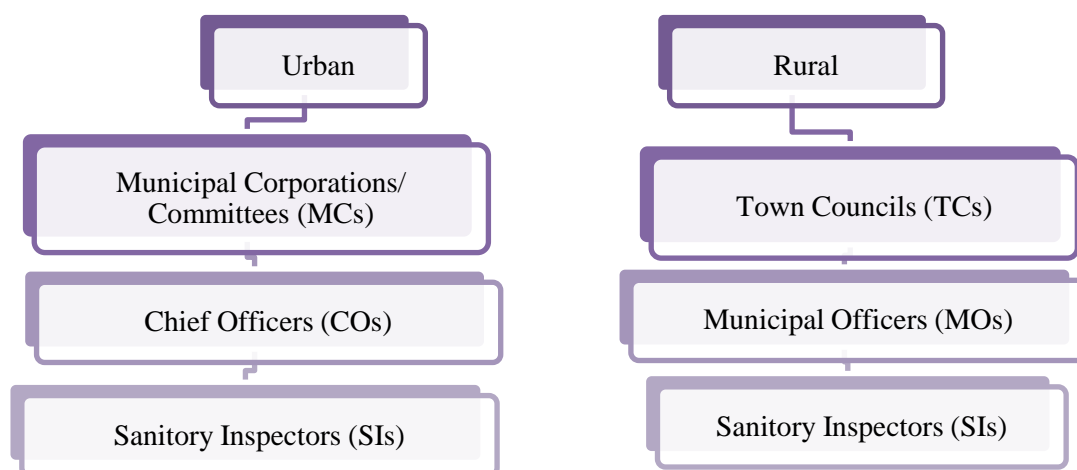 Urban
Municipal Corporations/
Committees (MCs)
Chief Officers (COs)
Sanitory Inspectors (SIs)
Rural
Town Councils (TCs)
Municipal Officers (MOs)
Sanitory Inspectors (SIs)